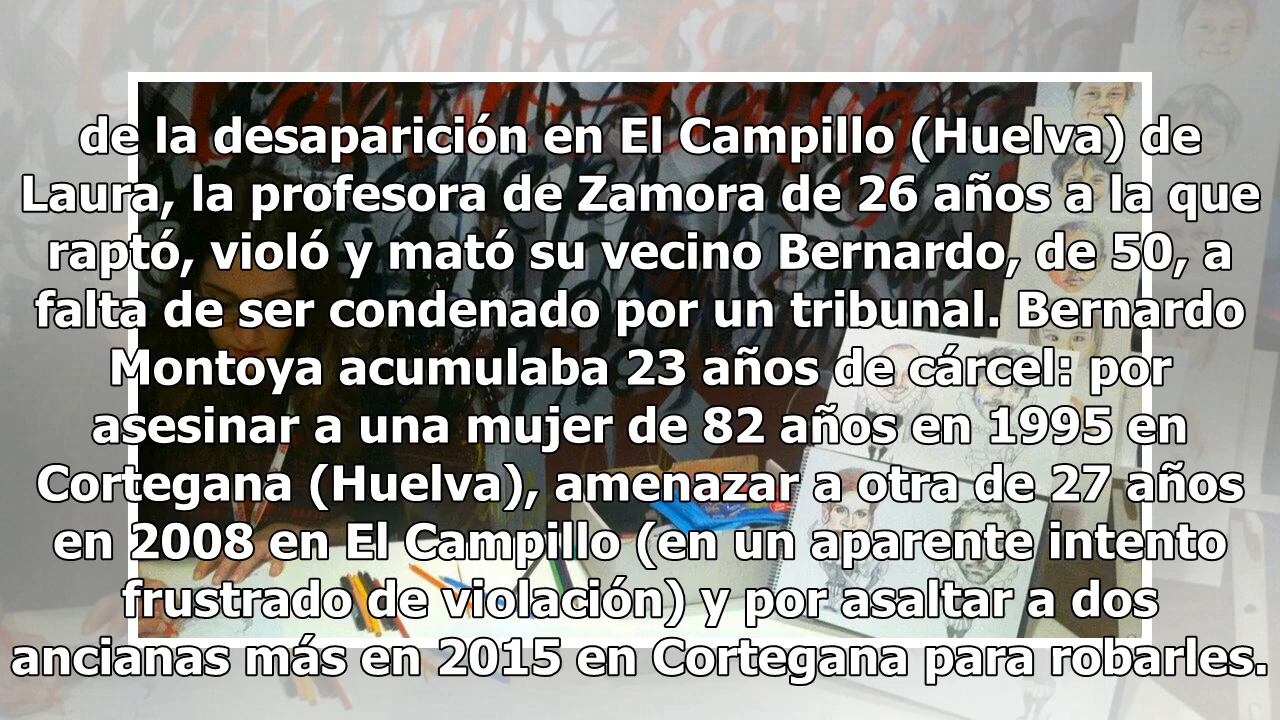 de la desaparición en El Campillo (Huelva) de
Laura, la profesora de Zamora de 26 años a la que
raptó, violó y mató su vecino Bernardo, de 50, a
falta de ser condenado por un tribunal. Bernardo
Montoya acumulaba 23 años de cárcel: por
asesinar a una mujer de 82 años en 1995 en
Cortegana (Huelva), amenazar a otra de 27 años
en 2008 en El Campillo (en un aparente intento
frustrado de violación) y por asaltar a dos
ancianas más en 2015 en Cortegana para robarles.